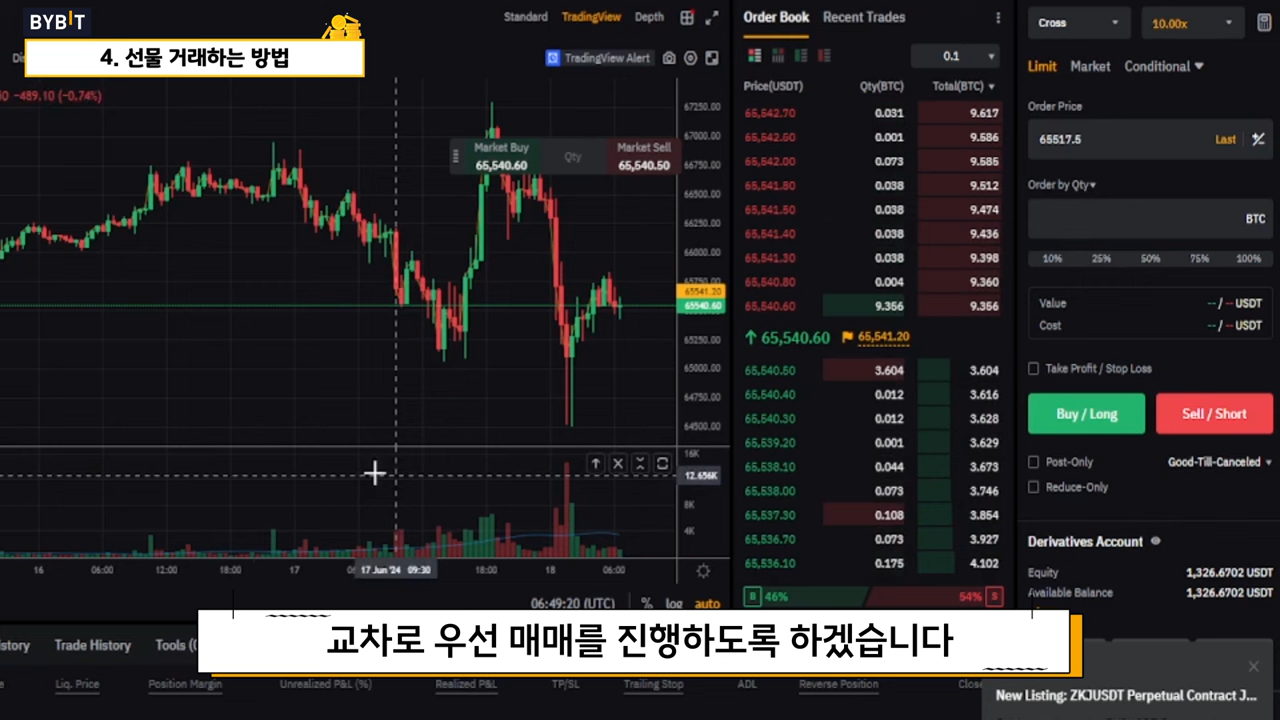 BYBIT
4. 선물 거래하는 방법
-489.10 (-0.74%)
Standard TradingView Depth
TradingView Alert
Market Buy
65,540.60
Qty
Market Sell
65,540.50
67250.00
67000.00
66750.00
66500.00
66250.00
66000.00
65750.00
65541.20
65540.60
65250.00
65000.00
64750.00
64500.00
16K
12.656K
8K
4K
16 06:00 12:00 18:00 17 17 Jun'24 09:30 18:00 18 06:00
06:49:20 (UTC) % log auto
Order Book Recent Trades
0.1
Price(USDT) Qty(BTC) Total(BTC)
65,542.70 0.031 9.617
65,542.50 0.001 9.586
65,542.00 0.073 9.585
65,541.80 0.038 9.512
65,541.50 0.038 9.474
65,541.40 0.038 9.436
65,541.30 0.038 9.398
65,540.80 0.004 9.360
65,540.60 9.356 9.356
65,540.60 65,541.20
65,540.50 3.604 3.604
65,540.40 0.012 3.616
65,540.30 0.012 3.628
65,539.20 0.001 3.629
65,538.10 0.044 3.673
65,538.00 0.073 3.746
65,537.30 0.108 3.854
65,536.70 0.073 3.927
65,536.10 0.175 4.102
B 46% 54% S
Cross 10.00x
Limit Market Conditional
Order Price
65517.5 Last
Order by Qty
BTC
10% 25% 50% 75% 100%
Value -- / -- USDT
Cost -- / -- USDT
Take Profit / Stop Loss
Buy / Long Sell / Short
Post-Only Good-Till-Canceled
Reduce-Only
Derivatives Account
Equity 1,326.6702 USDT
Available Balance 1,326.6702 USDT
교차로 우선 매매를 진행하도록 하겠습니다
Trade History Tools
Liq. Price Position Margin Unrealized P&L (%) Realized P&L TP/SL Trailing Stop ADL Reverse Position Close
New Listing: ZKJUSDT Perpetual Contract J...